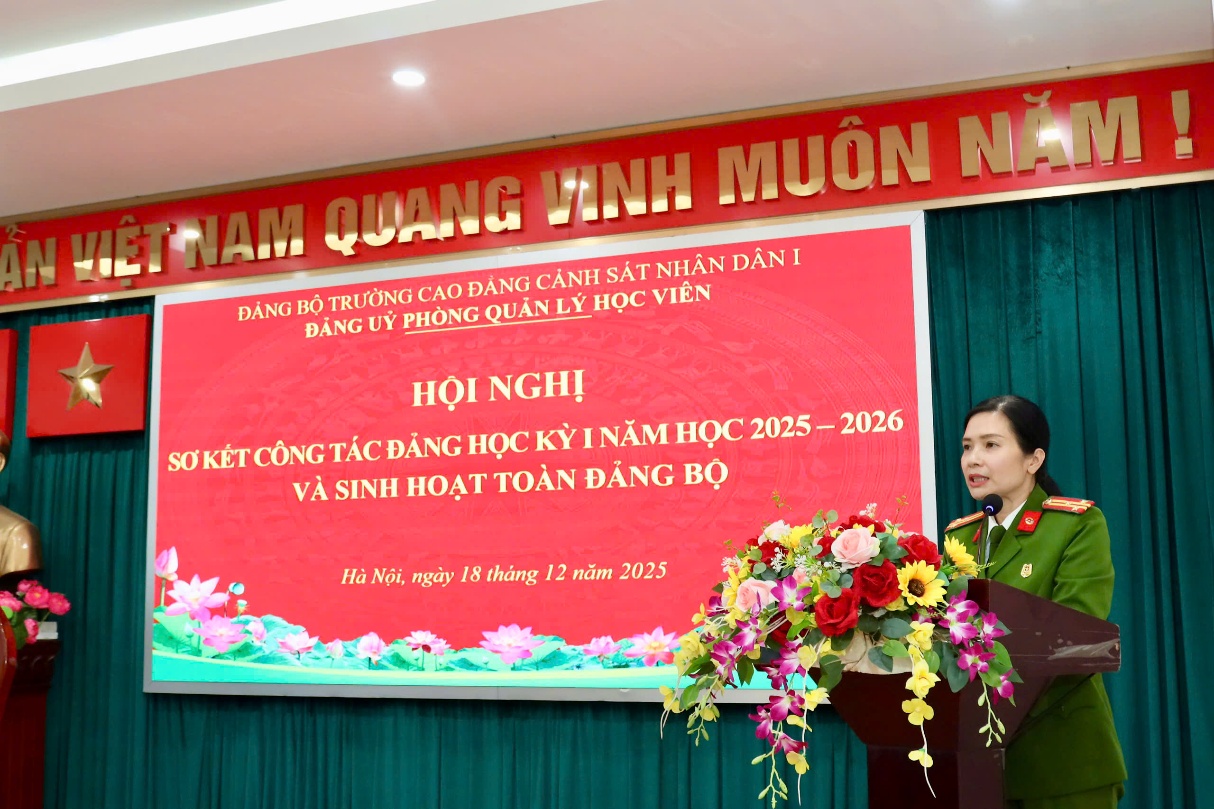 ẢN VIỆT NAM QUANG VINH MUÔN NĂM !
ĐẢNG BỘ TRƯỜNG CAO ĐẲNG CẢNH SÁT NHÂN DÂN I
ĐẢNG UỶ PHÒNG QUẢN LÝ HỌC VIÊN
HỘI NGHỊ
SƠ KẾT CÔNG TÁC ĐẢNG HỌC KỲ I NĂM HỌC 2025 – 2026
VÀ SINH HOẠT TOÀN ĐẢNG BỘ
Hà Nội, ngày 18 tháng 12 năm 2025